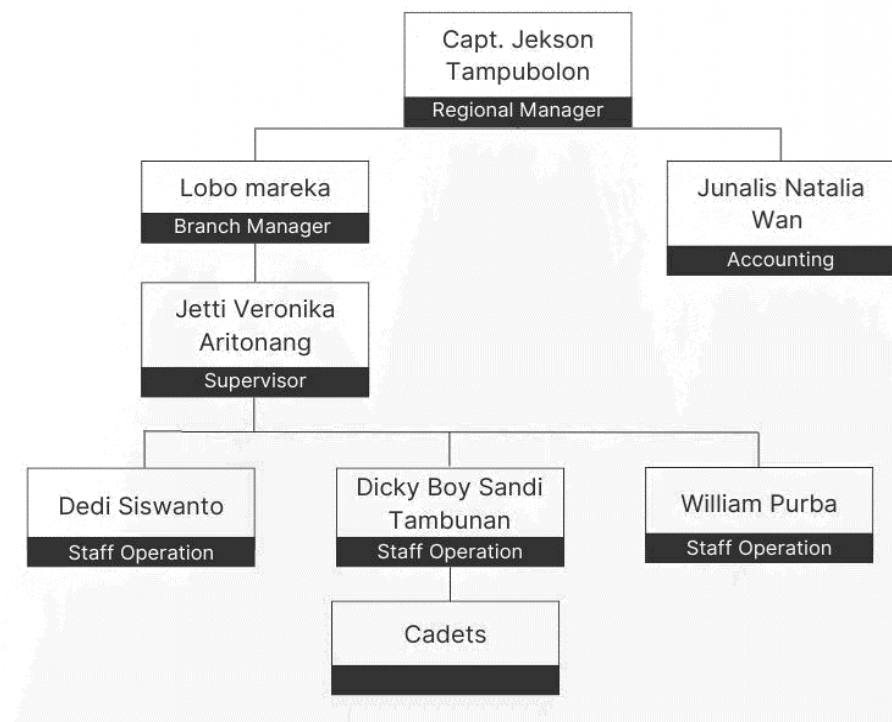 Capt. Jekson
Tampubolon
Regional Manager
Lobo mareka
Branch Manager
Junalis Natalia
Wan
Accounting
Jetti Veronika
Aritonang
Supervisor
Dedi Siswanto
Staff Operation
Dicky Boy Sandi
Tambunan
Staff Operation
William Purba
Staff Operation
Cadets